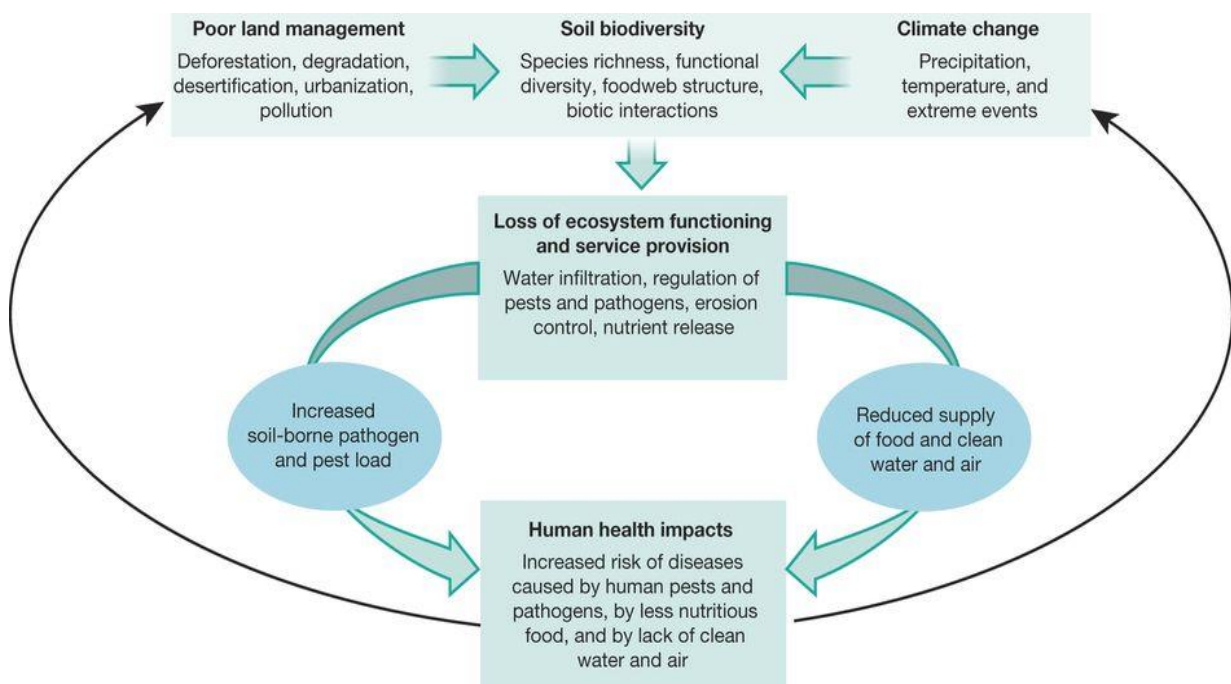 Poor land management
Deforestation, degradation,
desertification, urbanization,
pollution
Soil biodiversity
Species richness, functional
diversity, foodweb structure,
biotic interactions
Climate change
Precipitation,
temperature, and
extreme events
Loss of ecosystem functioning
and service provision
Water infiltration, regulation of
pests and pathogens, erosion
control, nutrient release
Increased
soil-borne pathogen
and pest load
Reduced supply
of food and clean
water and air
Human health impacts
Increased risk of diseases
caused by human pests and
pathogens, by less nutritious
food, and by lack of clean
water and air